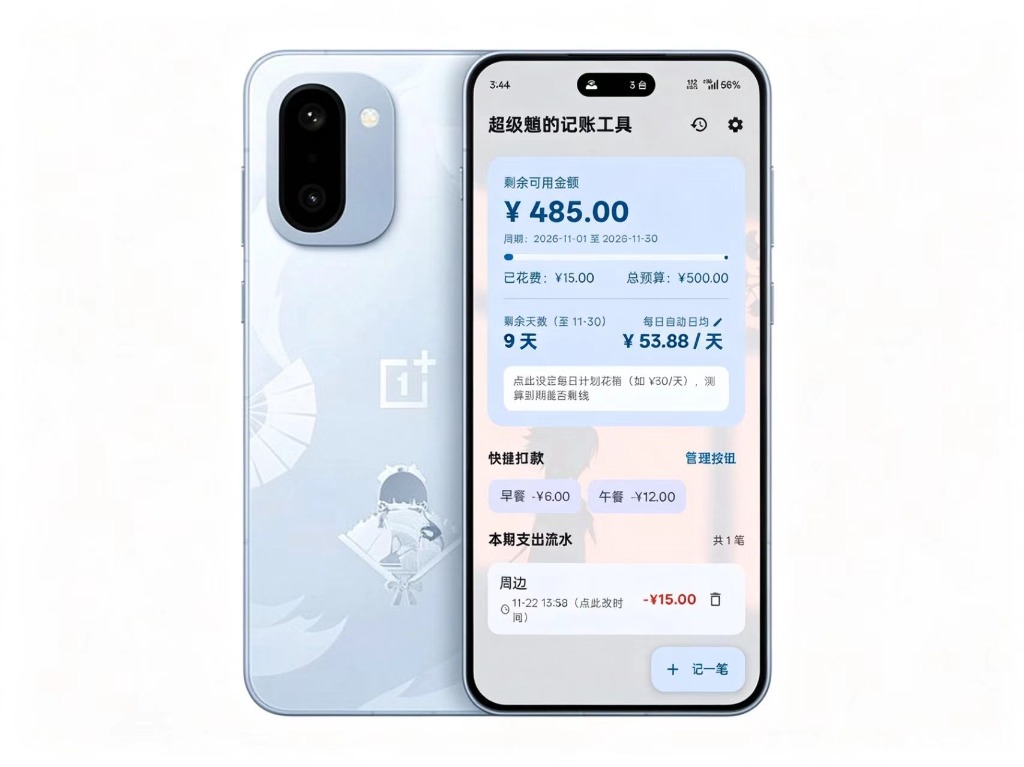 3:44
3
56%
超级魈的记账工具
剩余可用金额
¥ 485.00
周期: 2026-11-01 至 2026-11-30
已花费: ¥15.00
总预算: ¥500.00
剩余天数 (至 11-30)
每日自动日均
9 天
¥ 53.88 / 天
点此设定每日计划花销 (如 ¥30/天), 测
算到期能否剩钱
快捷扣款
管理按钮
早餐 -¥6.00
午餐 -¥12.00
本期支出流水
共 1 笔
周边
11-22 13:58 (点此改时
间)
-¥15.00
+ 记一笔
1+